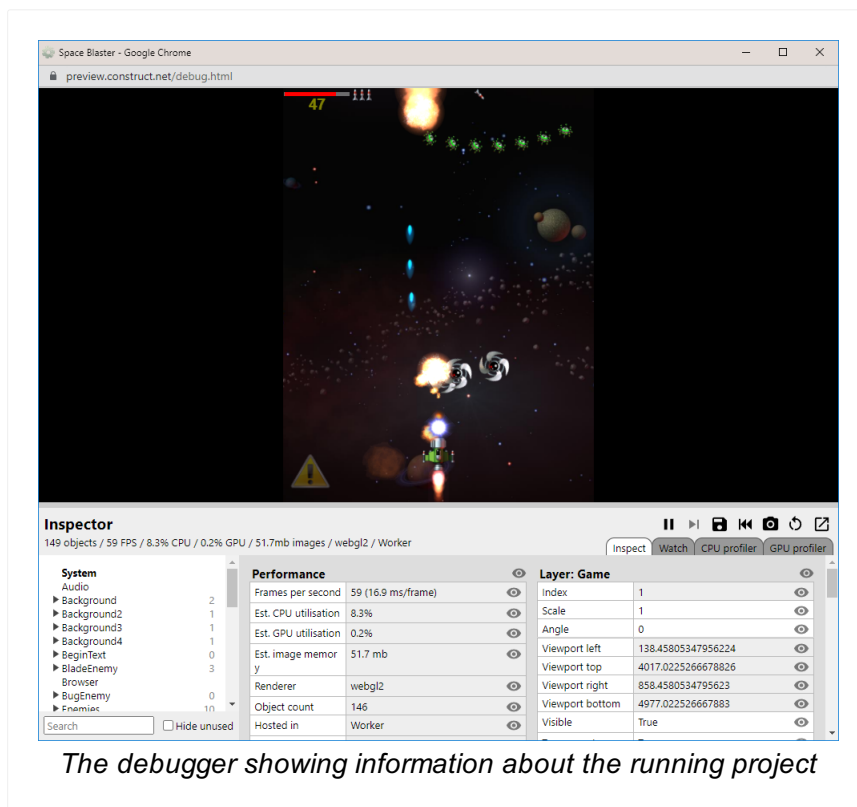 Space Blaster - Google Chrome
preview.construct.net/debug.html
47
Inspector
149 objects / 59 FPS / 8.3% CPU / 0.2% GPU / 51.7mb images / webgl2 / Worker
Inspect Watch CPU profiler GPU profiler
System
Audio
Background 2
Background2 1
Background3 1
Background4 1
BeginText 0
BladeEnemy 3
Browser
BugEnemy 0
Enemies 10
Search Hide unused
Performance
Frames per second 59 (16.9 ms/frame)
Est. CPU utilisation 8.3%
Est. GPU utilisation 0.2%
Est. image memor
y 51.7 mb
Renderer webgl2
Object count 146
Hosted in Worker
Layer: Game
Index 1
Scale 1
Angle 0
Viewport left 138.45805347956224
Viewport top 4017.0225266678826
Viewport right 858.4580534795623
Viewport bottom 4977.022526667883
Visible True
The debugger showing information about the running project